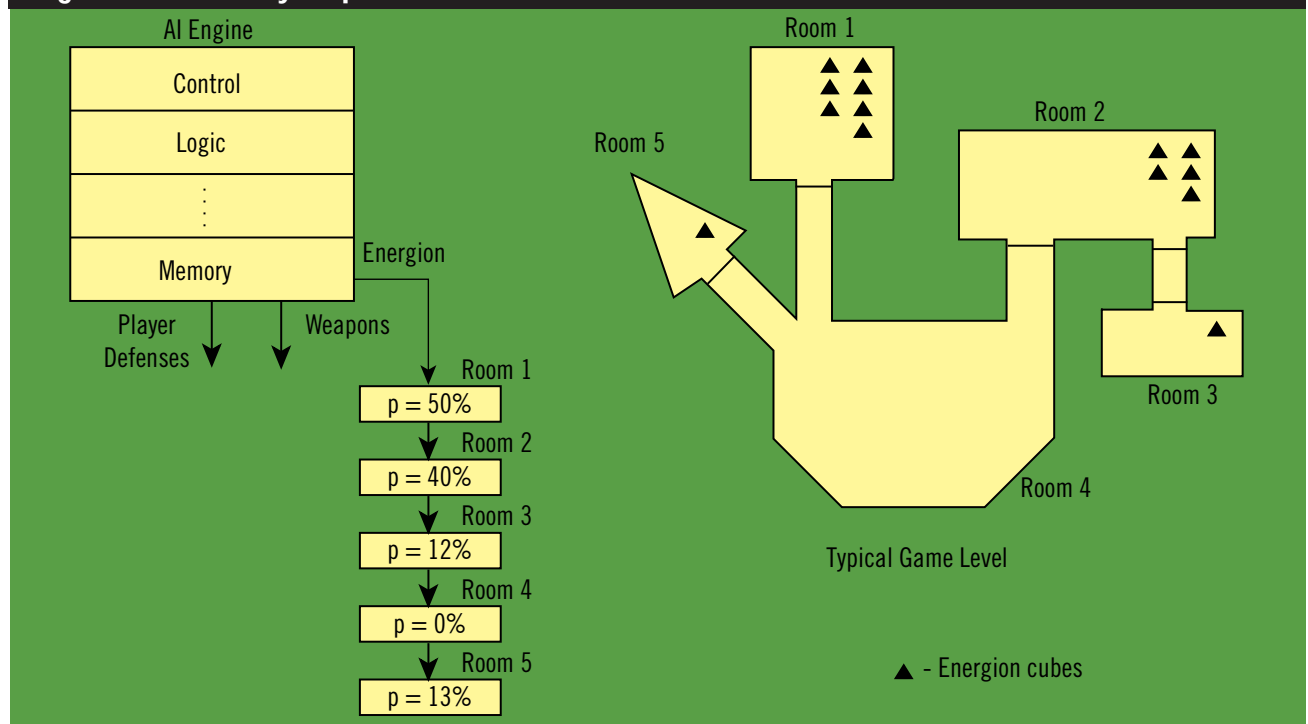 AI Engine
Control
Logic
Memory
Energion
Player
Defenses
Weapons
Room 1
p = 50%
Room 2
p = 40%
Room 3
p = 12%
Room 4
p = 0%
Room 5
p = 13%
Room 1
Room 2
Room 5
Room 3
Room 4
Typical Game Level
- Energion cubes